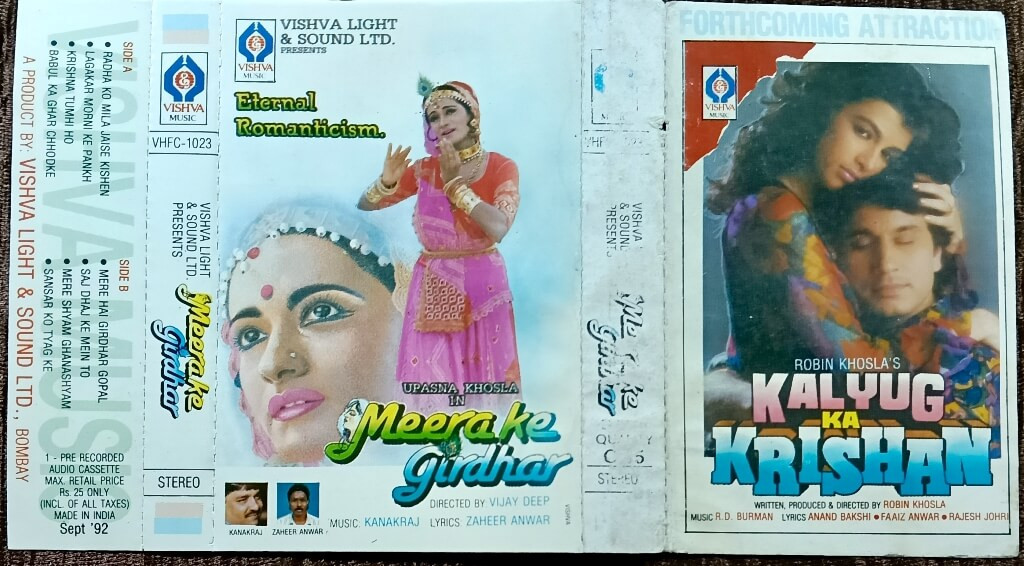 SIDE A
• RADHA KO MILA JAISE KISHEN
• LAGAKAR MORNI KE PANKH
• KRISHNA TUMHI HO
• BABUL KA GHAR CHHODKE
SIDE B
• MERE HAI GIRDHAR GOPAL
• SAJ DHAJ KE MEIN TO
• MERE SHYAM GHANASHYAM
• SANSAR KO TYAG KE
A PRODUCT BY: VISHVA LIGHT & SOUND LTD., BOMBAY
VISHVA MUSIC
1 - PRE RECORDED
AUDIO CASSETTE
MAX. RETAIL PRICE
Rs 25 ONLY
(INCL. OF ALL TAXES)
MADE IN INDIA
Sept '92
VISHVA
MUSIC
VHFC-1023
VISHVA LIGHT
& SOUND LTD
PRESENTS
Meera ke
Girdhar
STEREO
VISHVA
MUSIC
VISHVA LIGHT
& SOUND LTD.
PRESENTS
Eternal
Romanticism.
UPASNA KHOSLA
IN
Meera ke
Girdhar
DIRECTED BY VIJAY DEEP
MUSIC: KANAKRAJ LYRICS ZAHEER ANWAR
KANAKRAJ
ZAHEER ANWAR
VISHVA
& SOUN
PRESENTS
ke
STEREO
FORTHCOMING ATTRACTION
VISHVA
MUSIC
ROBIN KHOSLA'S
KALYUG
KA
KRISHAN
WRITTEN, PRODUCED & DIRECTED BY ROBIN KHOSLA
MUSIC R.D. BURMAN LYRICS ANAND BAKSHI • FAAIZ ANWAR • RAJESH JOHRI